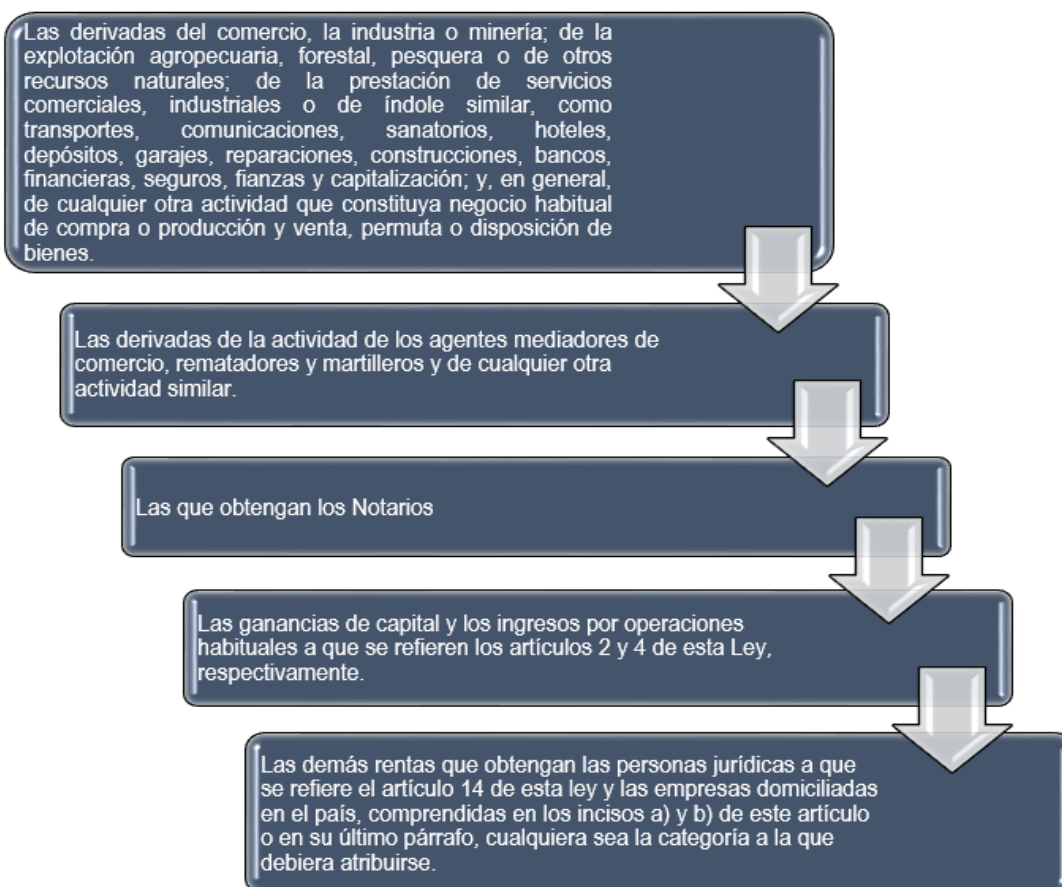 Las derivadas del comercio, la industria o minería; de la
explotación agropecuaria, forestal, pesquera o de otros
recursos naturales; de la prestación de servicios
comerciales, industriales o de índole similar, como
transportes, comunicaciones, sanatorios, hoteles,
depósitos, garajes, reparaciones, construcciones, bancos,
financieras, seguros, fianzas y capitalización; y, en general,
de cualquier otra actividad que constituya negocio habitual
de compra o producción y venta, permuta o disposición de
bienes.
Las derivadas de la actividad de los agentes mediadores de
comercio, rematadores y martilleros y de cualquier otra
actividad similar.
Las que obtengan los Notarios
Las ganancias de capital y los ingresos por operaciones
habituales a que se refieren los artículos 2 y 4 de esta Ley,
respectivamente.
Las demás rentas que obtengan las personas jurídicas a que
se refiere el artículo 14 de esta ley y las empresas domiciliadas
en el país, comprendidas en los incisos a) y b) de este artículo
o en su último párrafo, cualquiera sea la categoría a la que
debiera atribuirse.